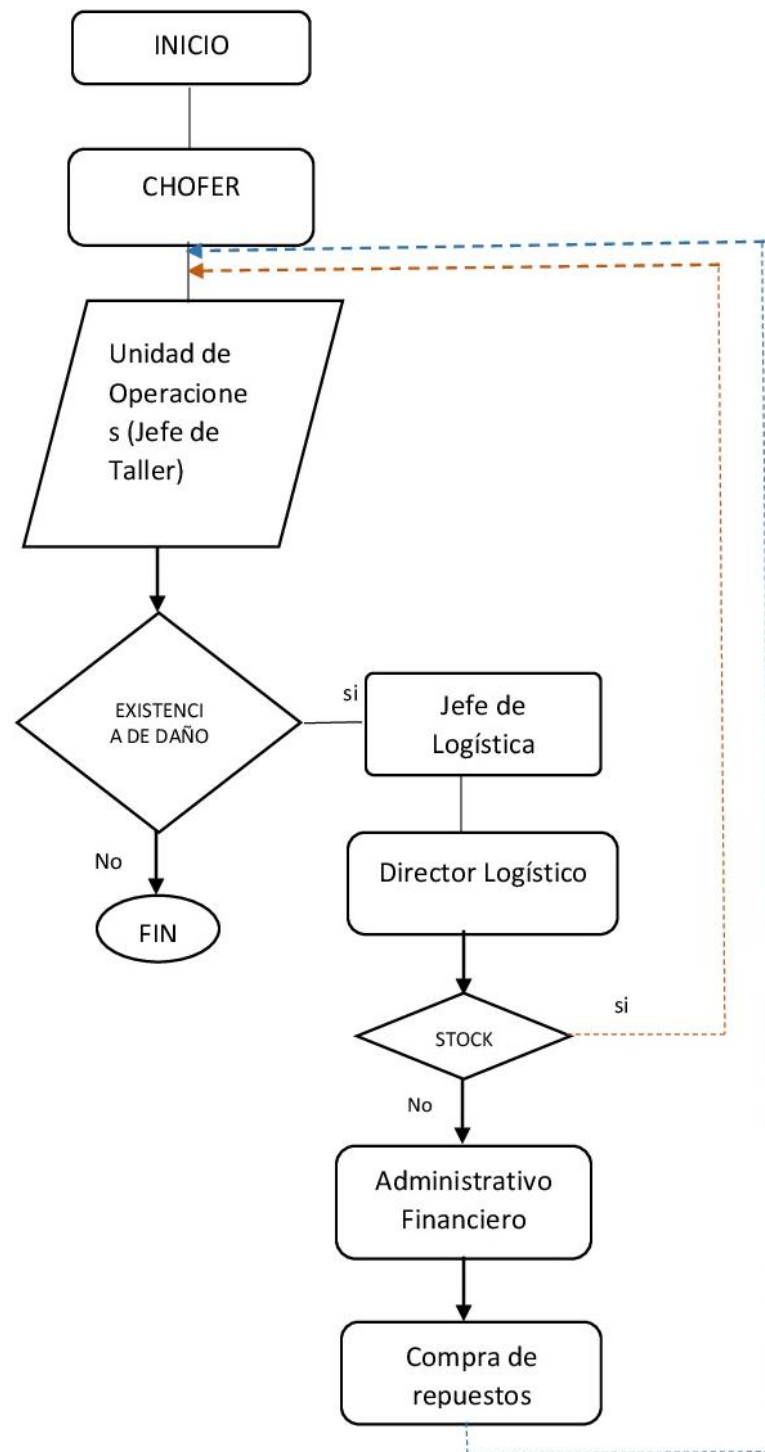 INICIO
CHOFER
Unidad de
Operacione
s (Jefe de
Taller)
EXISTENCI
A DE DAÑO
si
Jefe de
Logística
No
FIN
Director Logístico
STOCK
si
No
Administrativo
Financiero
Compra de
repuestos